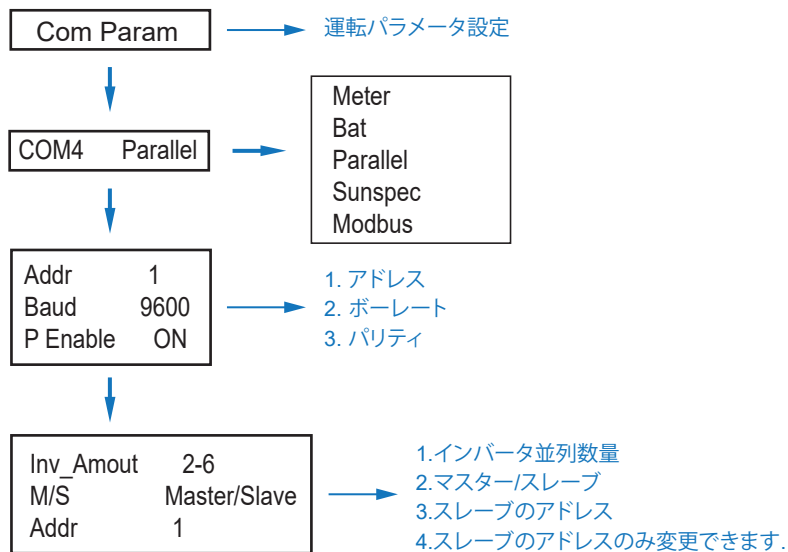 Com Param
運転パラメータ設定
COM4 Parallel
Meter
Bat
Parallel
Sunspec
Modbus
Addr 1
Baud 9600
P Enable ON
1. アドレス
2. ボーレート
3. パリティ
Inv_Amout 2-6
M/S Master/Slave
Addr 1
1.インバータ並列数量
2.マスター/スレーブ
3.スレーブのアドレス
4.スレーブのアドレスのみ変更できます.